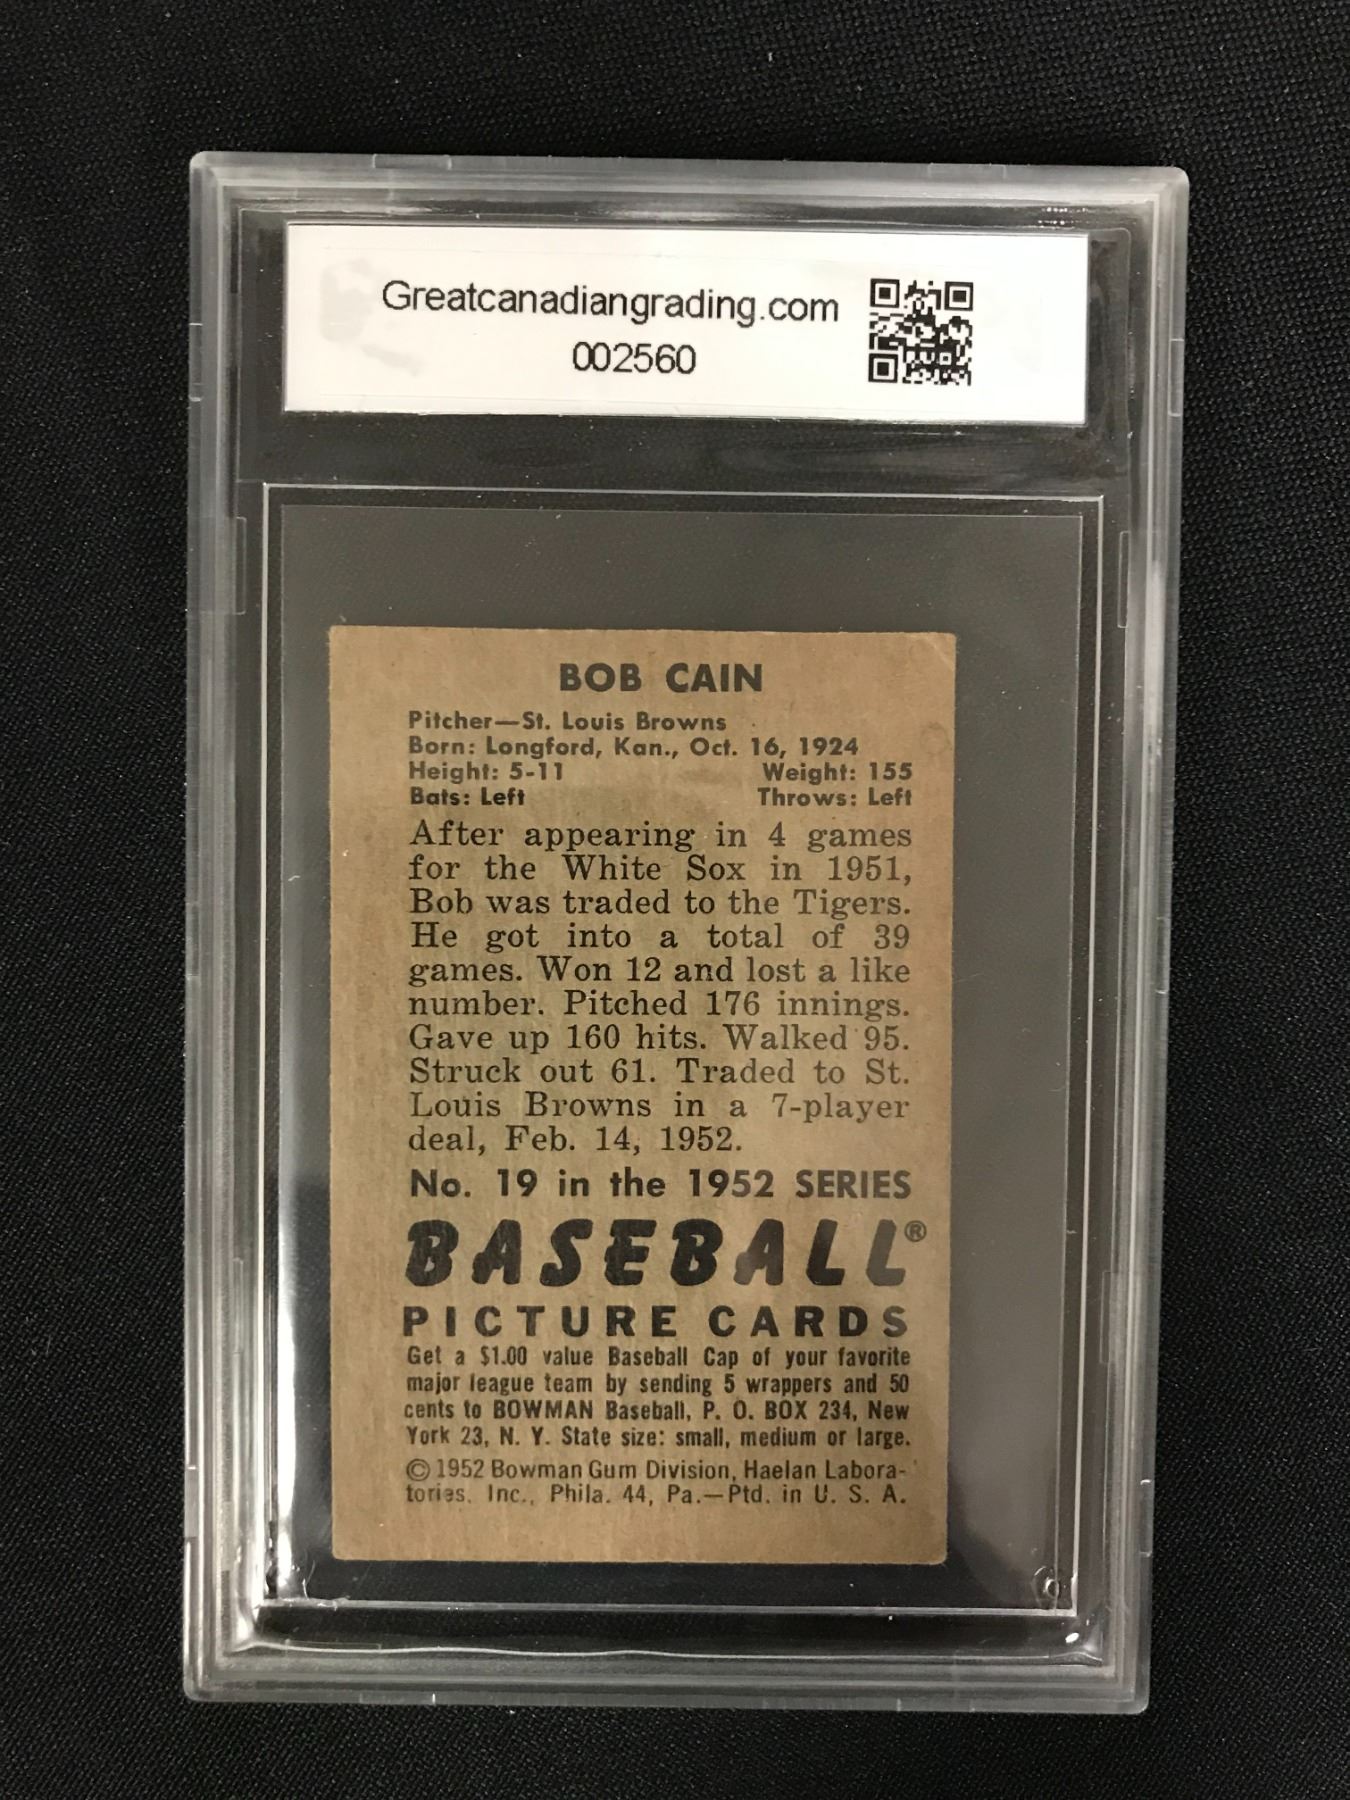 Greatcanadiangrading.com
002560
BOB CAIN
Pitcher—St. Louis Browns
Born: Longford, Kan., Oct. 16, 1924
Height: 5-11 Weight: 155
Bats: Left Throws: Left
After appearing in 4 games
for the White Sox in 1951,
Bob was traded to the Tigers.
He got into a total of 39
games. Won 12 and lost a like
number. Pitched 176 innings.
Gave up 160 hits. Walked 95.
Struck out 61. Traded to St.
Louis Browns in a 7-player
deal, Feb. 14, 1952.
No. 19 in the 1952 SERIES
BASEBALL®
PICTURE CARDS
Get a $1.00 value Baseball Cap of your favorite
major league team by sending 5 wrappers and 50
cents to BOWMAN Baseball, P. O. BOX 234, New
York 23, N. Y. State size: small, medium or large.
© 1952 Bowman Gum Division, Haelan Labora-
tories, Inc., Phila. 44, Pa.—Ptd. in U. S. A.